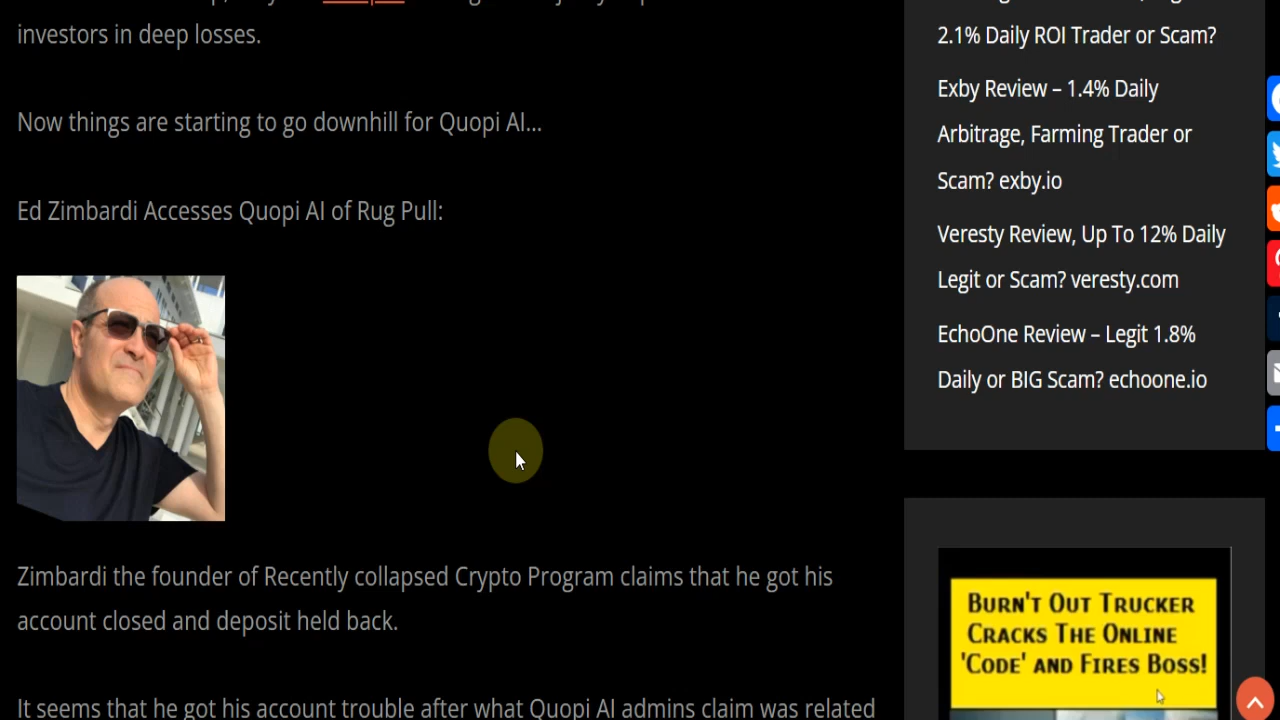 investors in deep losses.
Now things are starting to go downhill for Quopi AI...
Ed Zimbardi Accesses Quopi AI of Rug Pull:
Zimbardi the founder of Recently collapsed Crypto Program claims that he got his
account closed and deposit held back.
It seems that he got his account trouble after what Quopi AI admins claim was related
2.1% Daily ROI Trader or Scam?
Exby Review – 1.4% Daily
Arbitrage, Farming Trader or
Scam? exby.io
Veresty Review, Up To 12% Daily
Legit or Scam? veresty.com
EchoOne Review – Legit 1.8%
Daily or BIG Scam? echoone.io
Burn't Out Trucker
Cracks The Online
'Code' and Fires Boss!